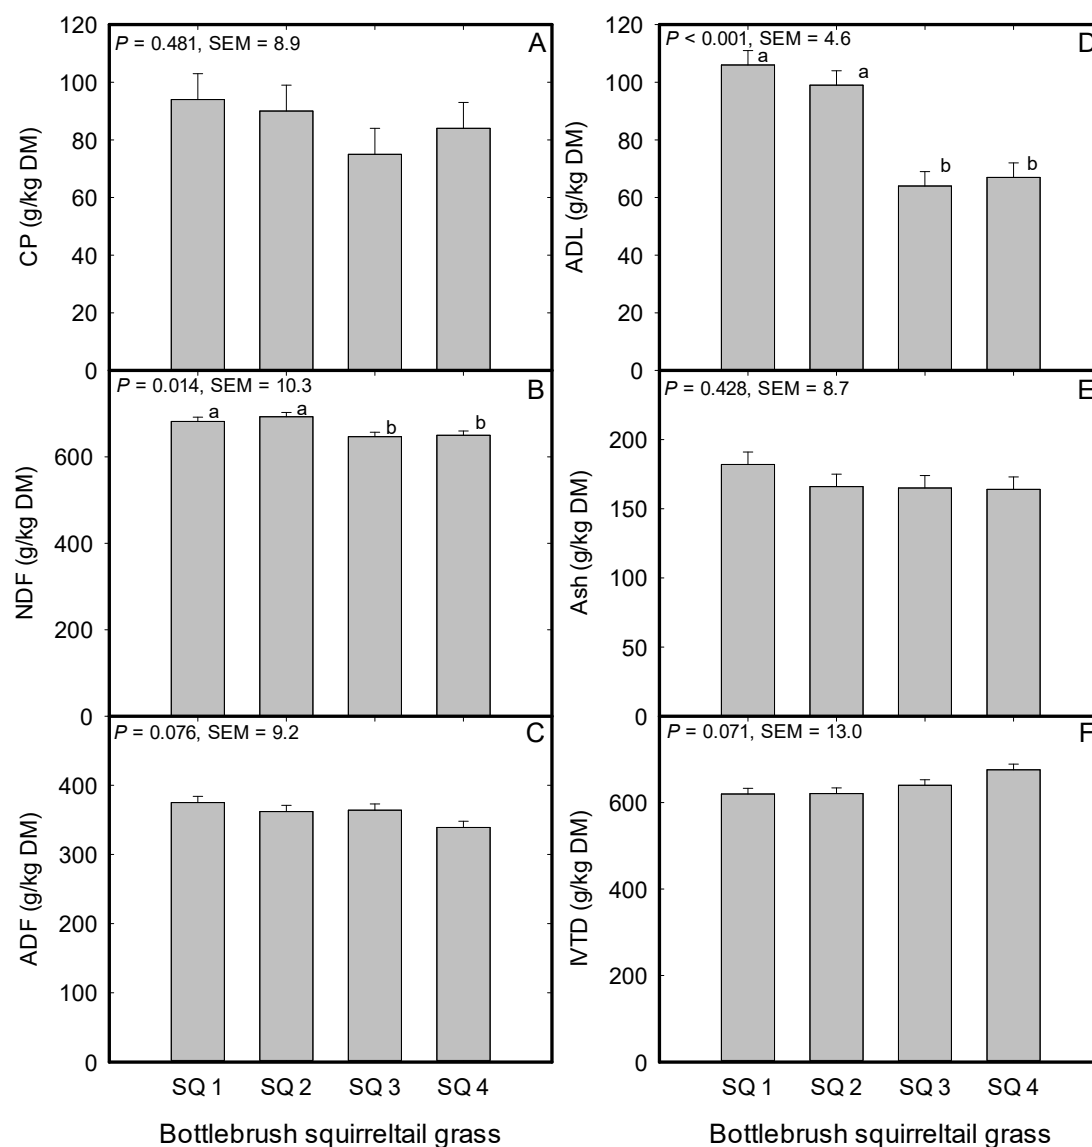 P = 0.481, SEM = 8.9
A
120
100
80
60
40
20
0
CP (g/kg DM)
P < 0.001, SEM = 4.6
D
a
a
b
b
120
100
80
60
40
20
0
ADL (g/kg DM)
P = 0.014, SEM = 10.3
B
a
a
b
b
600
400
200
0
NDF (g/kg DM)
P = 0.428, SEM = 8.7
E
200
150
100
50
0
Ash (g/kg DM)
P = 0.076, SEM = 9.2
C
400
300
200
100
0
ADF (g/kg DM)
SQ 1 SQ 2 SQ 3 SQ 4
Bottlebrush squirreltail grass
P = 0.071, SEM = 13.0
F
600
400
200
0
IVTD (g/kg DM)
SQ 1 SQ 2 SQ 3 SQ 4
Bottlebrush squirreltail grass